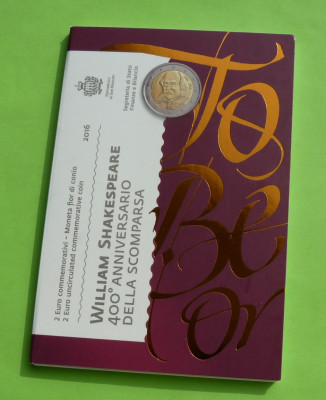 Segreteria di Stato
Finanze e Bilancio
2016
WILLIAM SHAKESPEARE
400° ANNIVERSARIO
DELLA SCOMPARSA
2 Euro commemorativi - Moneta fior di conio
2 Euro uncirculated commemorative coin
To
Be
or